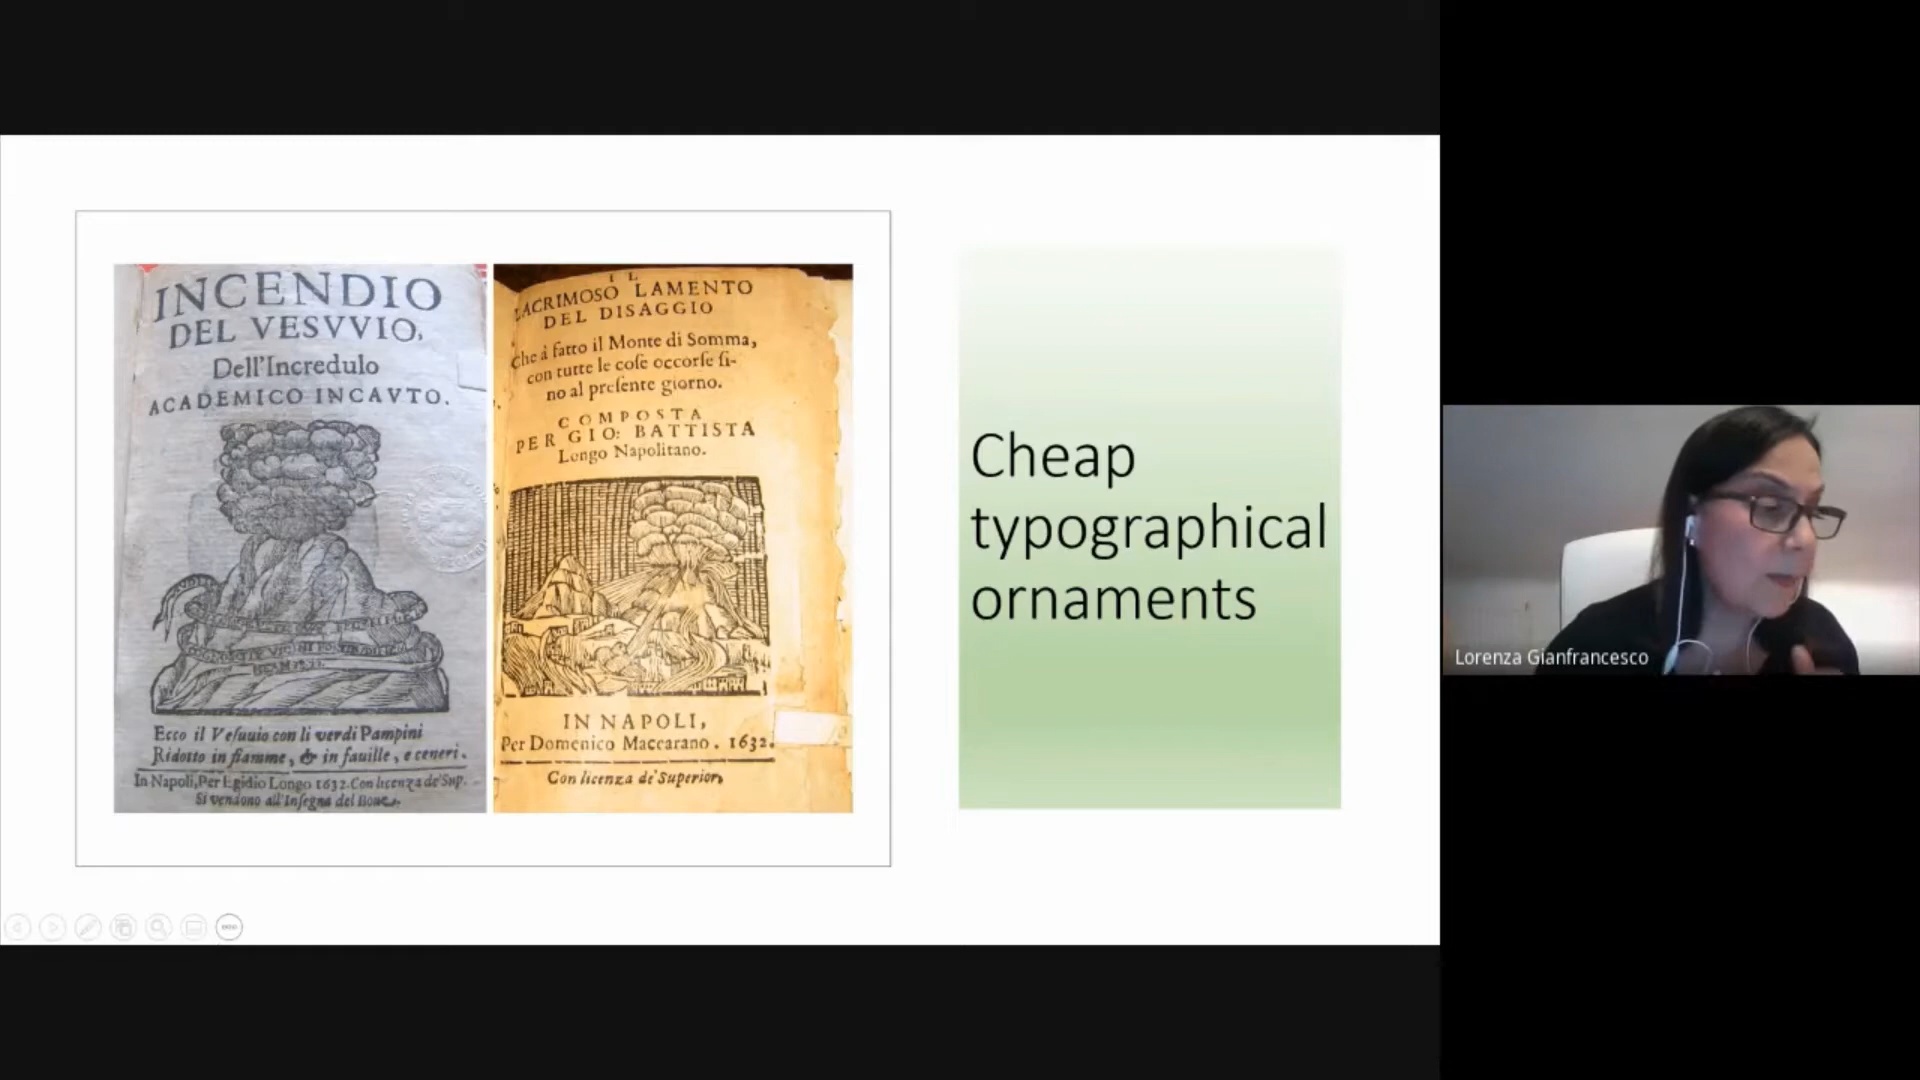 INCENDIO
DEL VESVVIO,
Dell'Incredulo
ACADEMICO INCAVTO.
Ecco il Veſuuio con li verdi Pampini
Ridotto in fiamme, & in fauille, e ceneri.
In Napoli, Per Egidio Longo 1632. Con licenza de' Sup.
Si vendono all'Inſegna del Boue.
IL
LACRIMOSO LAMENTO
DEL DISAGGIO
Che à fatto il Monte di Somma,
con tutte le coſe occorſe ſi-
no al preſente giorno.
COMPOSTA
PER GIO: BATTISTA
Longo Napolitano.
IN NAPOLI,
Per Domenico Maccarano. 1632.
Con licenza de' Superiori,
Cheap
typographical
ornaments
Lorenza Gianfrancesco